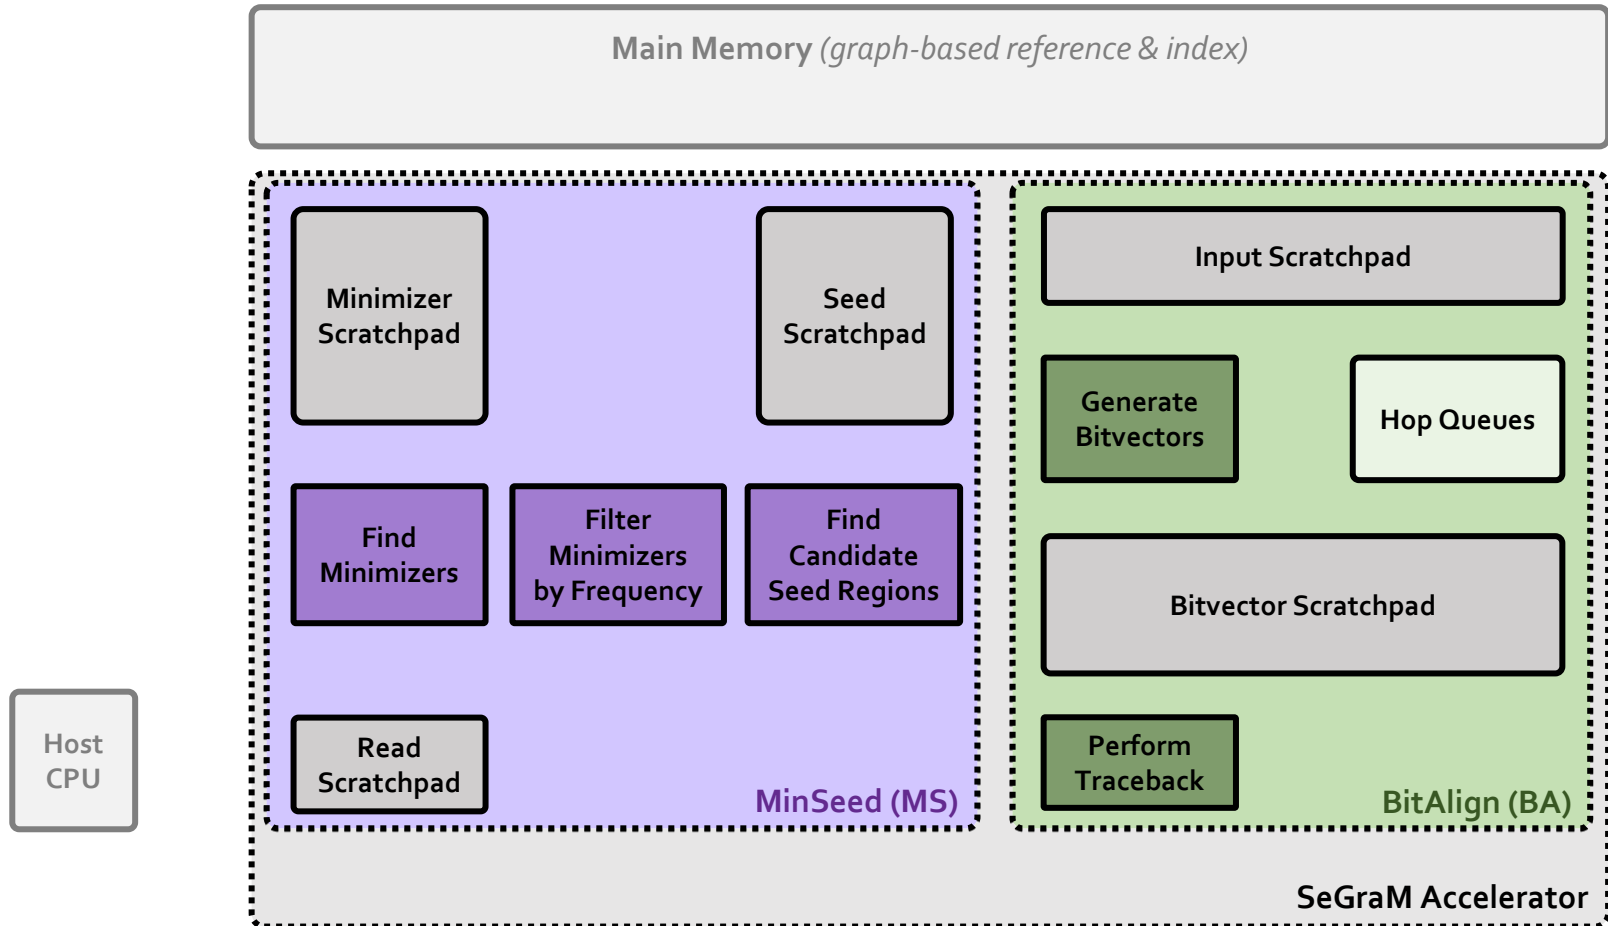 Main Memory (graph-based reference & index)
Minimizer
Scratchpad
Seed
Scratchpad
Find
Minimizers
Filter
Minimizers
by Frequency
Find
Candidate
Seed Regions
Read
Scratchpad
MinSeed (MS)
Input Scratchpad
Generate
Bitvectors
Hop Queues
Bitvector Scratchpad
Perform
Traceback
BitAlign (BA)
Host
CPU
SeGraM Accelerator